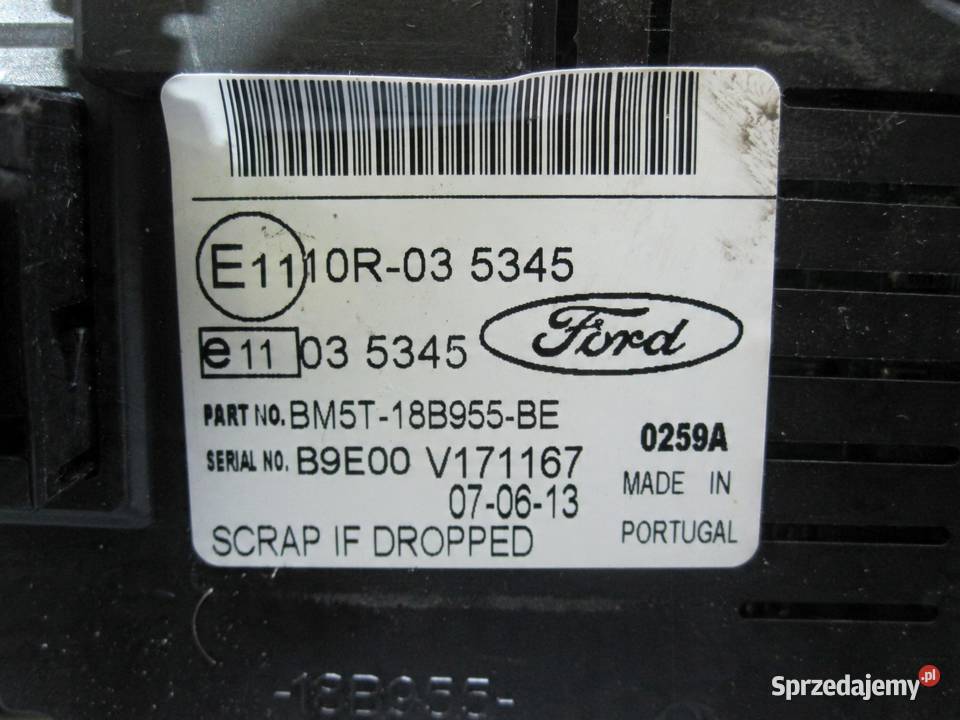 E11 10R-03 5345
e11 03 5345
Ford
PART NO. BM5T-18B955-BE
0259A
SERIAL NO. B9E00 V171167
07-06-13
MADE IN
PORTUGAL
SCRAP IF DROPPED
-18B955-
Sprzedajemy.pl